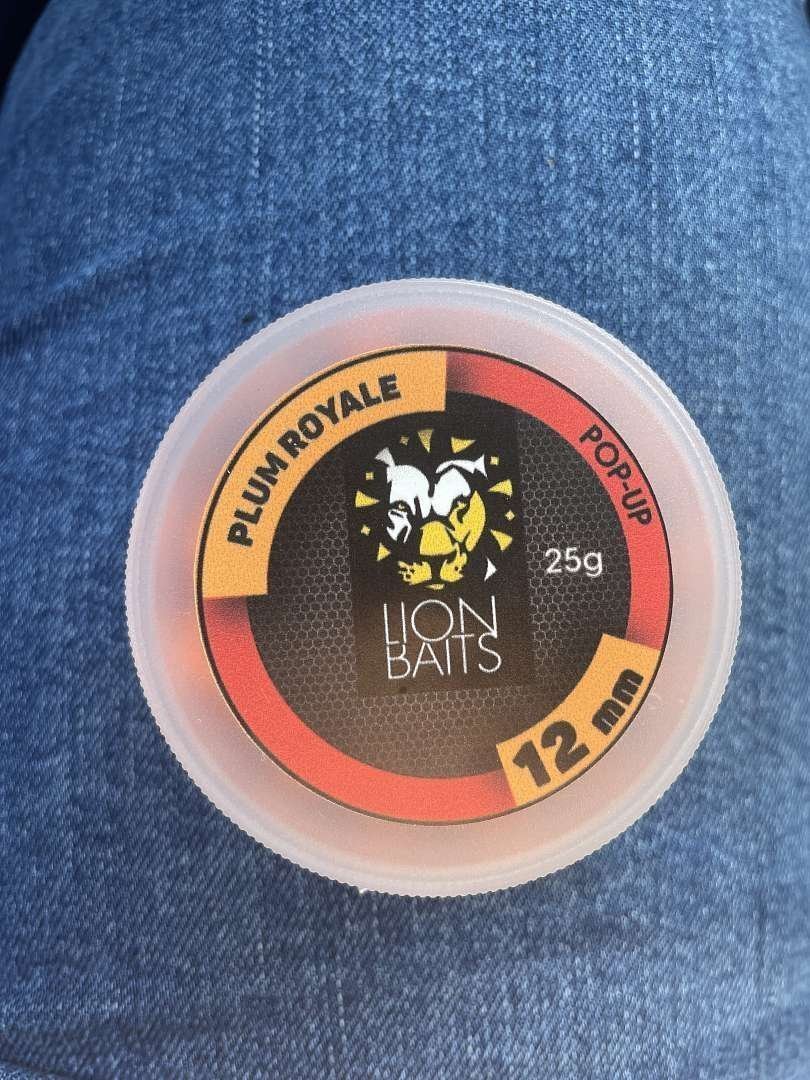 PLUM ROYALE
POP-UP
25g
LION
BAITS
12 mm